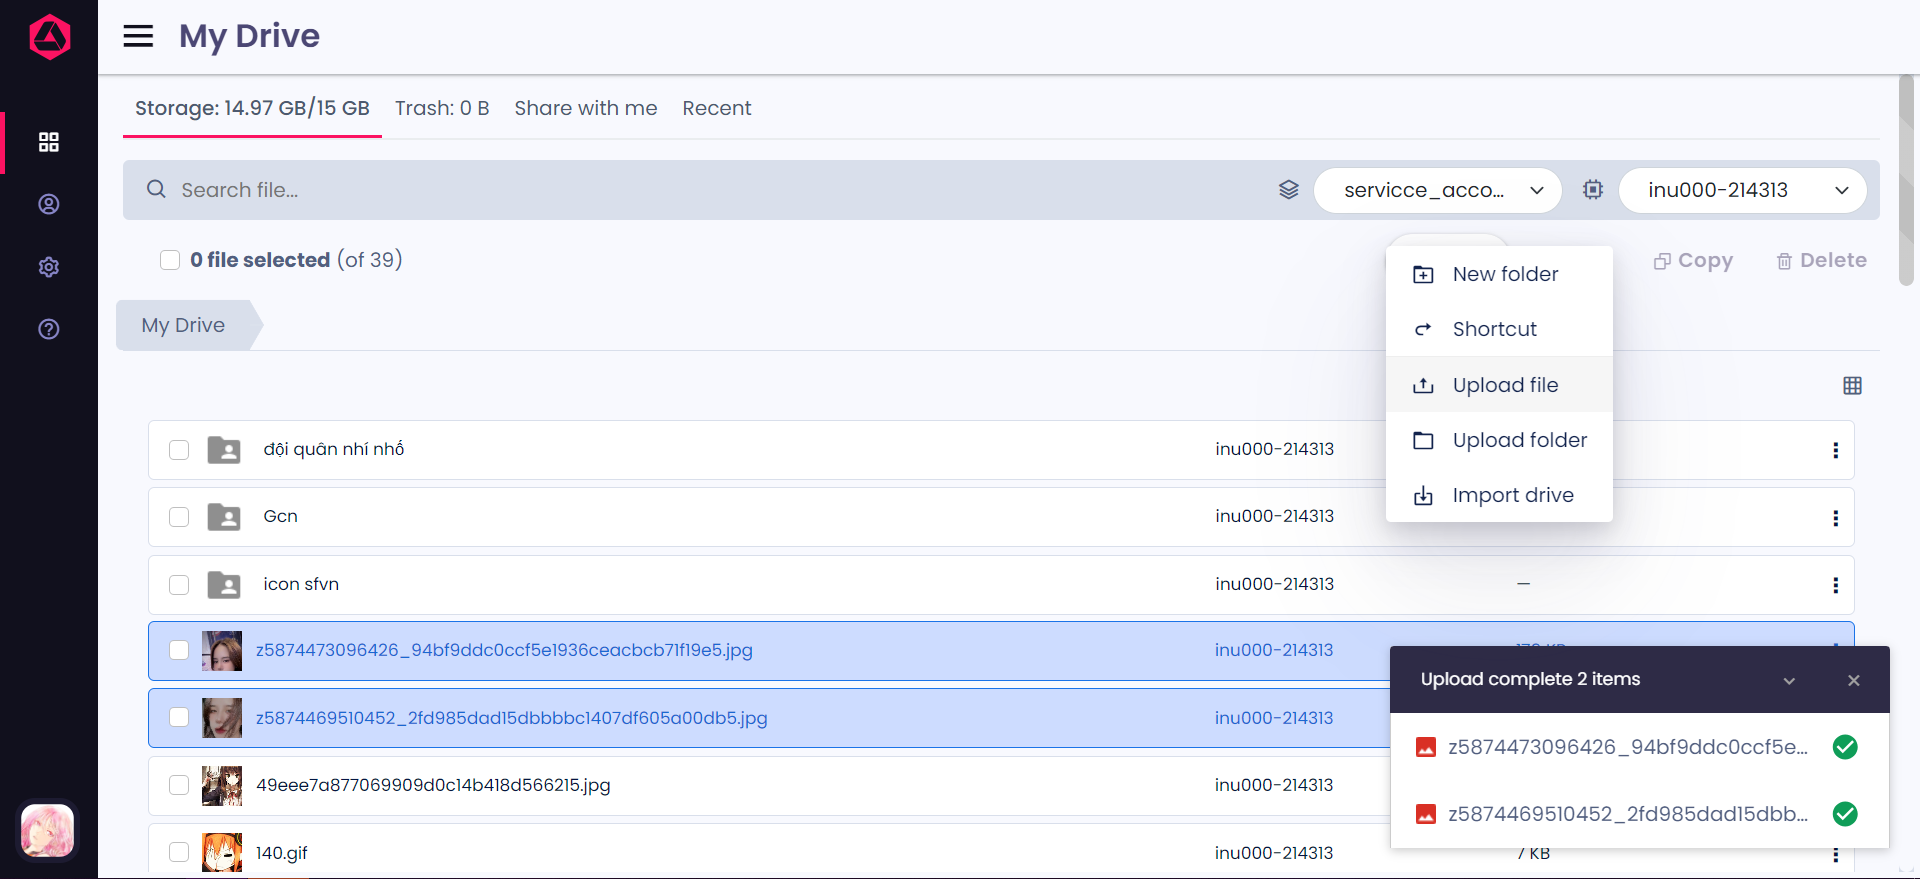 My Drive
Storage: 14.97 GB/15 GB
Trash: 0 B
Share with me
Recent
Search file...
servicce_acco...
inu000-214313
0 file selected (of 39)
Copy
Delete
New folder
Shortcut
Upload file
Upload folder
Import drive
My Drive
đội quân nhí nhố
inu000-214313
Gcn
inu000-214313
icon sfvn
inu000-214313
—
z5874473096426_94bf9ddc0ccf5e1936ceacbcb71f19e5.jpg
inu000-214313
z5874469510452_2fd985dad15dbbbbc1407df605a00db5.jpg
inu000-214313
49eee7a877069909d0c14b418d566215.jpg
inu000-214313
140.gif
inu000-214313
7 KB
Upload complete 2 items
z5874473096426_94bf9ddc0ccf5e...
z5874469510452_2fd985dad15dbb...